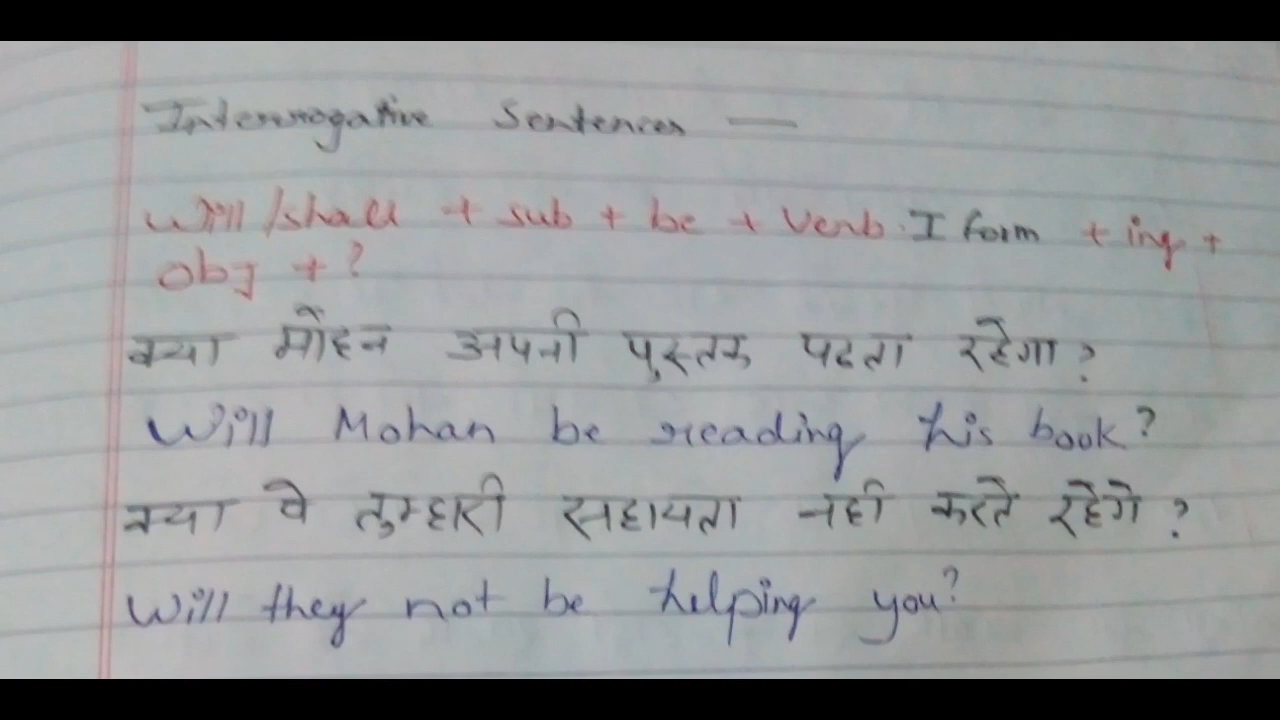 Interrogative Sentences —
Will/shall + sub + be + Verb. I form + ing +
Obj + ?
क्या मोहन अपनी पुस्तक पढता रहेगा?
Will Mohan be reading his book?
क्या वे तुम्हारी सहायता नही करते रहेगे?
Will they not be helping you?